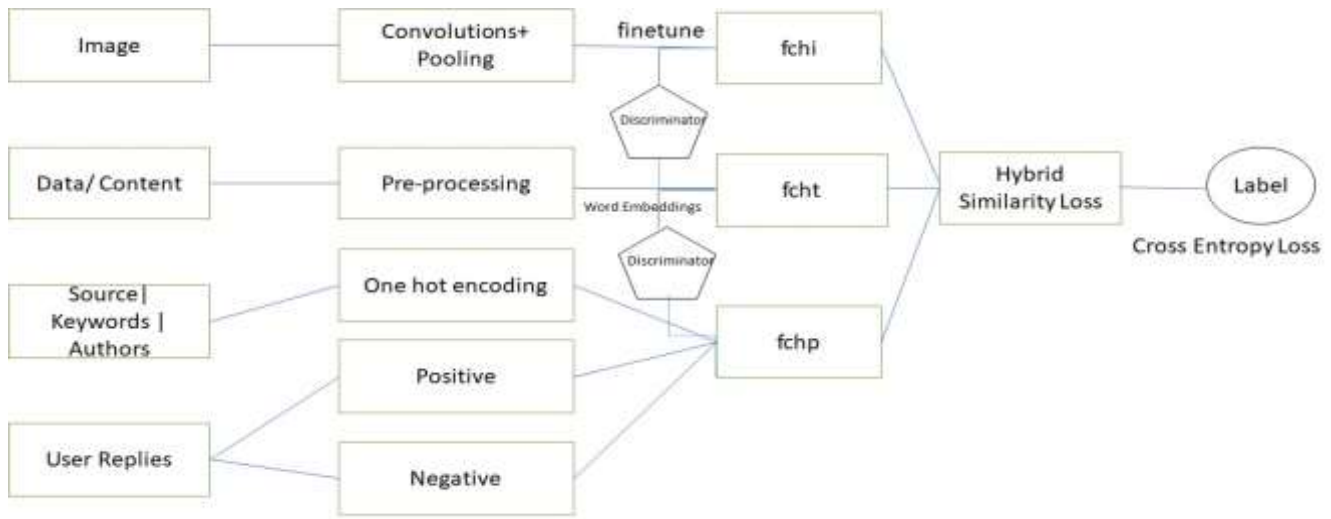 Image
Convolutions+
Pooling
finetune
fchi
Discriminator
Data/ Content
Pre-processing
Word Embeddings
fcht
Hybrid
Similarity Loss
Label
Cross Entropy Loss
Discriminator
Source|
Keywords |
Authors
One hot encoding
fchp
Positive
User Replies
Negative